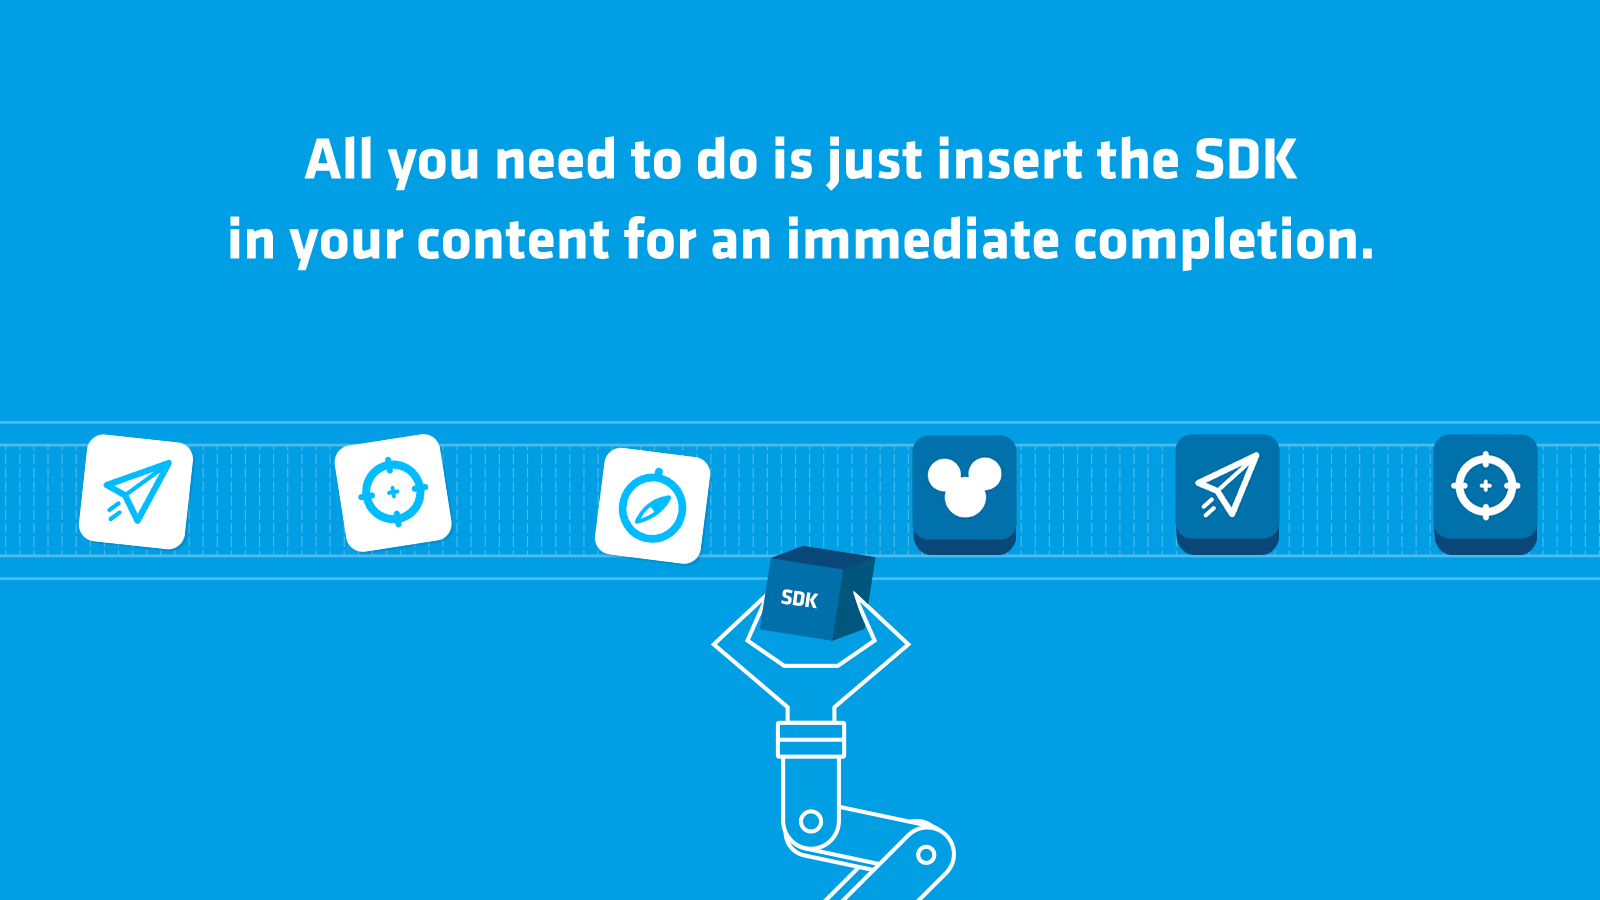 All you need to do is just insert the SDK
in your content for an immediate completion.
SDK